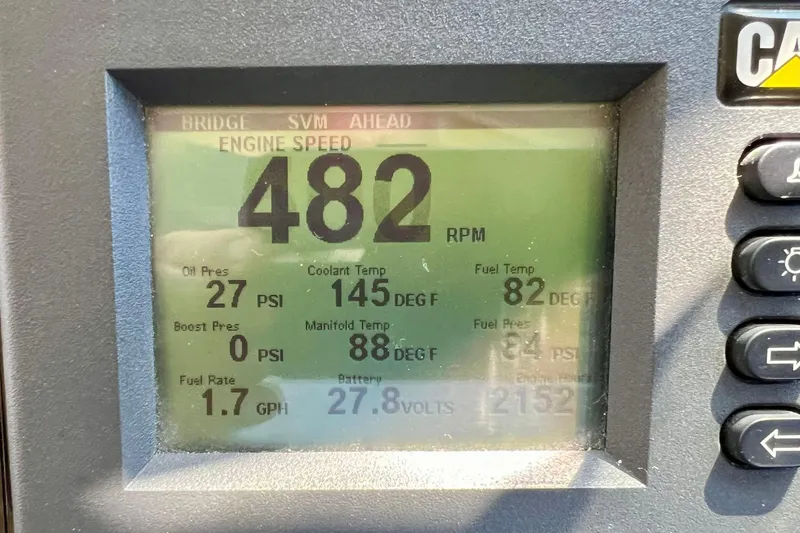 CA
BRIDGE SVM AHEAD
ENGINE SPEED
482 RPM
Oil Pres Coolant Temp Fuel Temp
27 PSI 145 DEG F 82 DEG F
Boost Pres Manifold Temp Fuel Pres
0 PSI 88 DEG F 84 PSI
Fuel Rate Battery Engine Hours
1.7 GPH 27.8 VOLTS 2152